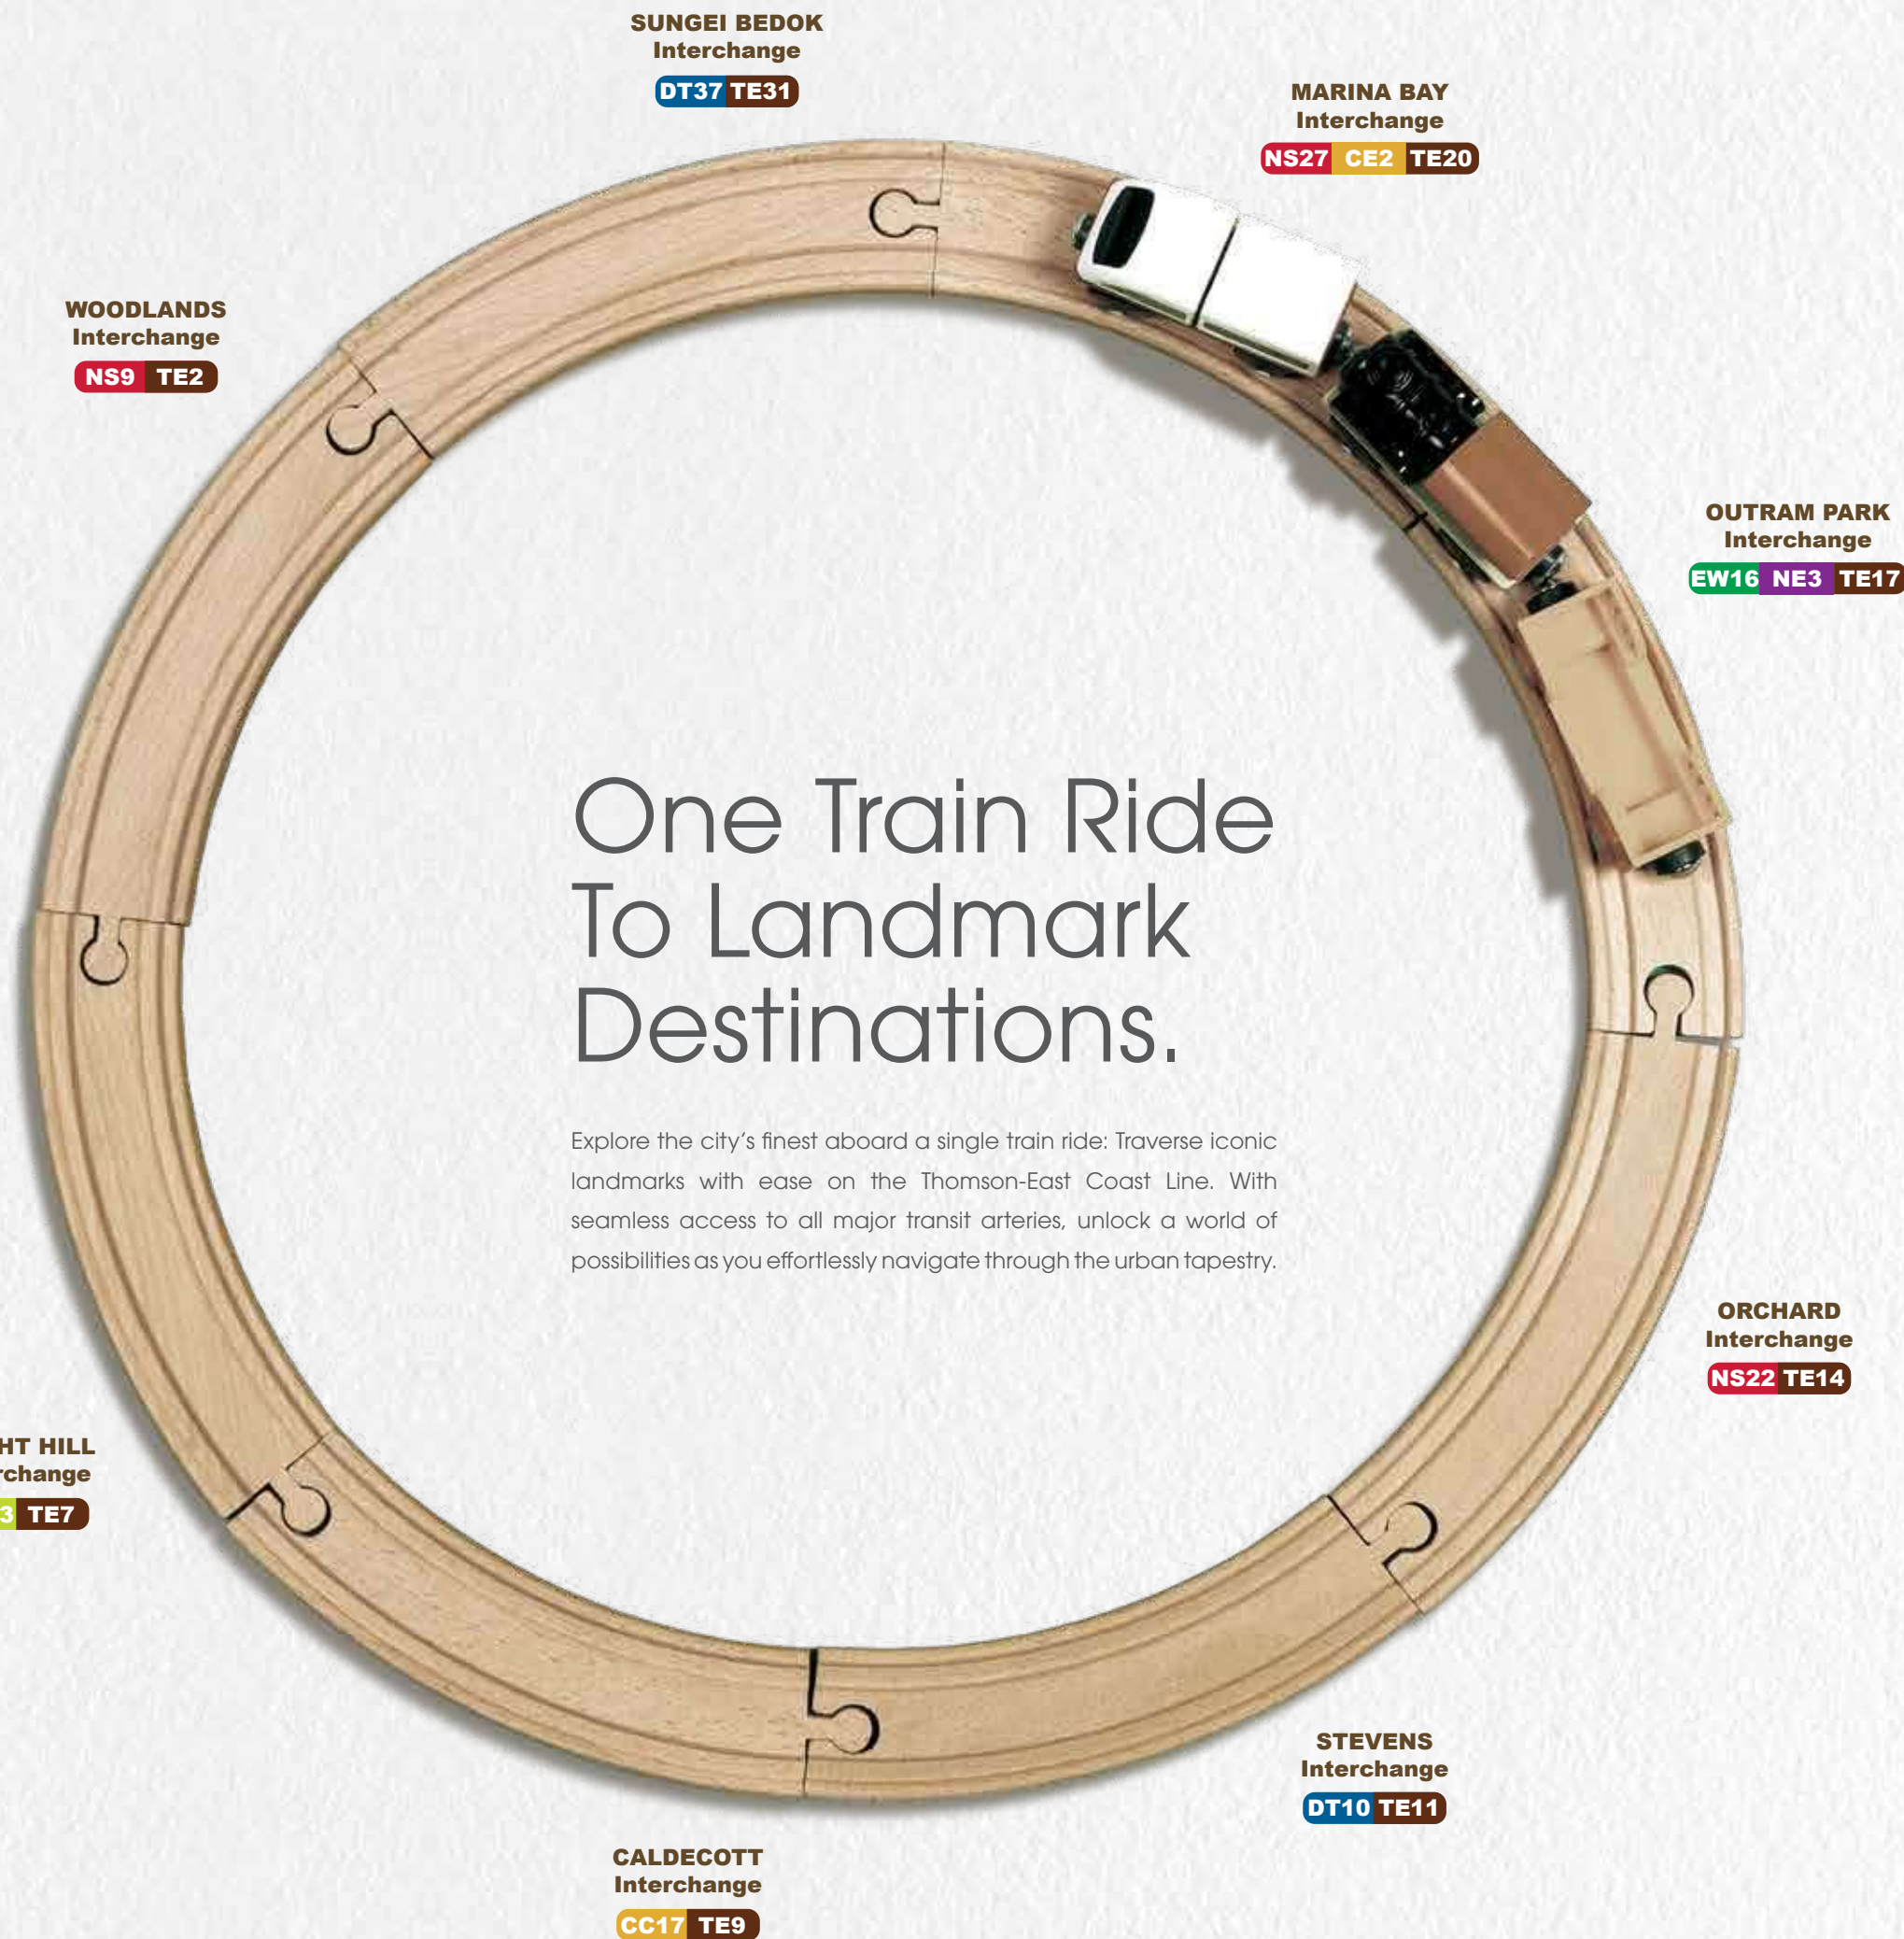 SUNGEI BEDOK
Interchange
DT37 TE31
MARINA BAY
Interchange
NS27 CE2 TE20
WOODLANDS
Interchange
NS9 TE2
OUTRAM PARK
Interchange
EW16 NE3 TE17
One Train Ride
To Landmark
Destinations.
Explore the city’s finest aboard a single train ride: Traverse iconic
landmarks with ease on the Thomson-East Coast Line. With
seamless access to all major transit arteries, unlock a world of
possibilities as you effortlessly navigate through the urban tapestry.
ORCHARD
Interchange
NS22 TE14
HT HILL
rchange
3 TE7
STEVENS
Interchange
DT10 TE11
CALDECOTT
Interchange
CC17 TE9